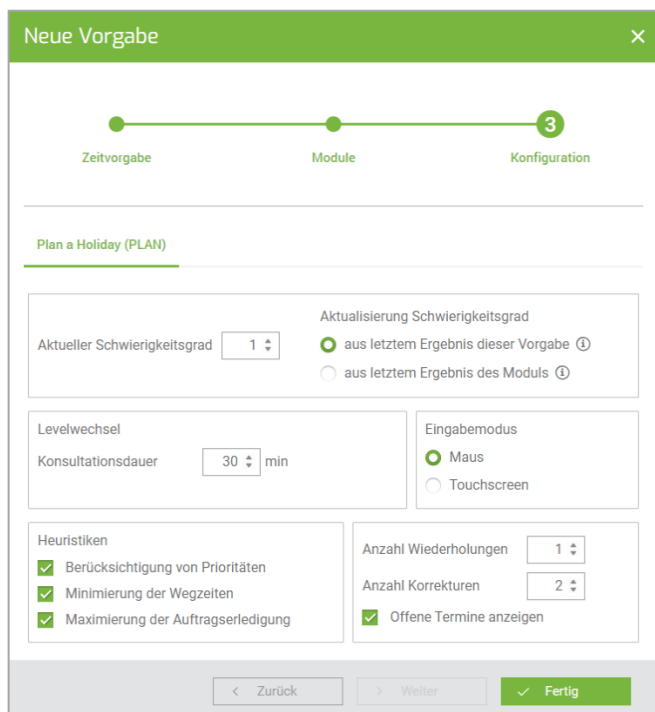 Neue Vorgabe
3
Zeitvorgabe Module Konfiguration
Plan a Holiday (PLAN)
Aktualisierung Schwierigkeitsgrad
Aktueller Schwierigkeitsgrad 1
aus letztem Ergebnis dieser Vorgabe
aus letztem Ergebnis des Moduls
Levelwechsel
Konsultationsdauer 30 min
Eingabemodus
Maus
Touchscreen
Heuristiken
Berücksichtigung von Prioritäten
Minimierung der Wegzeiten
Maximierung der Auftragserledigung
Anzahl Wiederholungen 1
Anzahl Korrekturen 2
Offene Termine anzeigen
Zurück Weiter Fertig